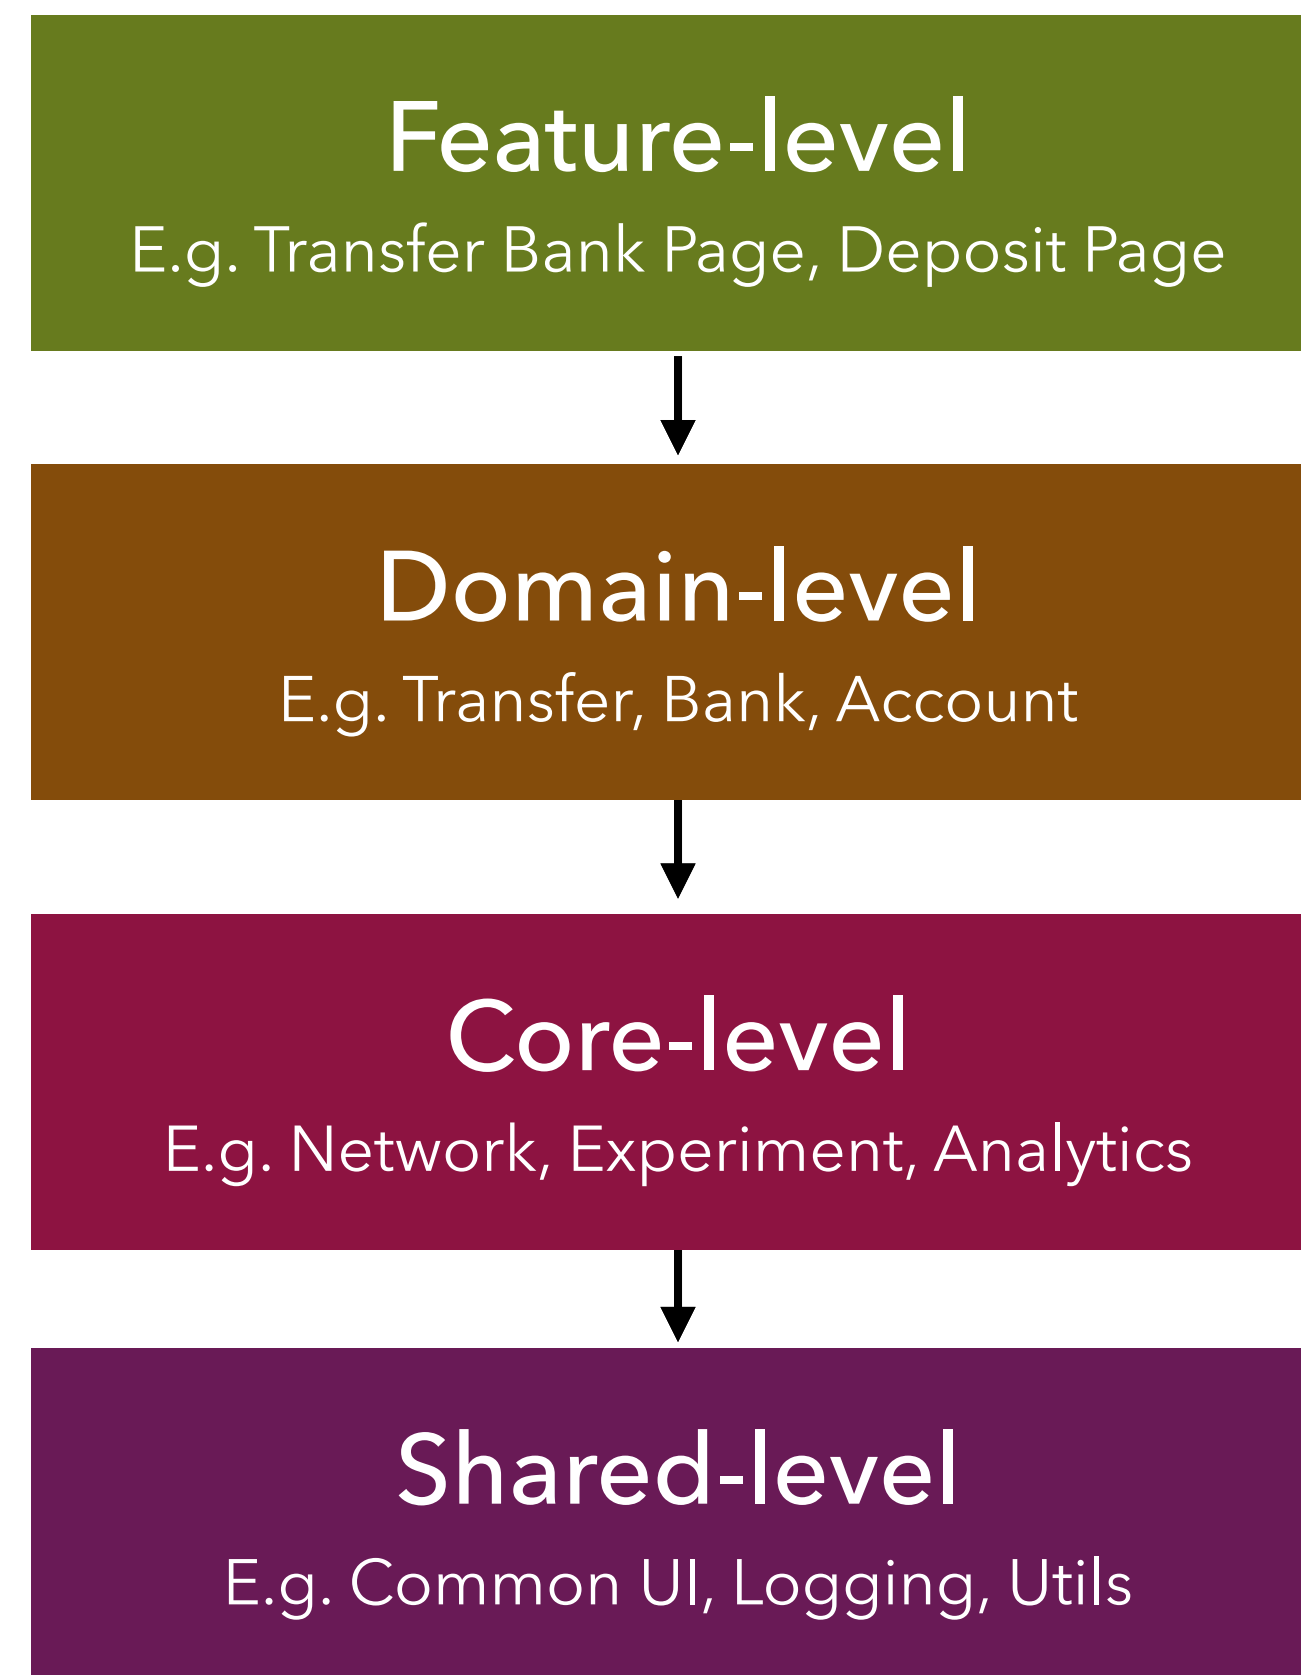 Feature-level
E.g. Transfer Bank Page, Deposit Page
Domain-level
E.g. Transfer, Bank, Account
Core-level
E.g. Network, Experiment, Analytics
Shared-level
E.g. Common UI, Logging, Utils